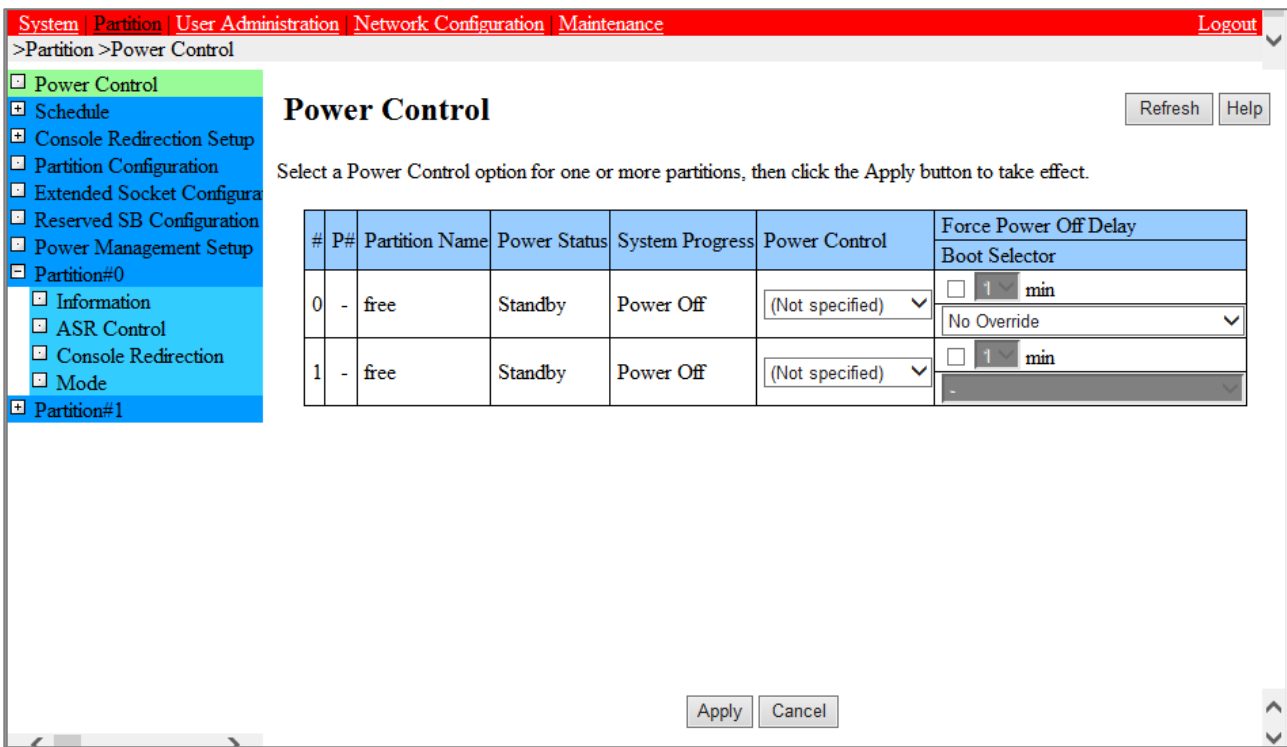 System | Partition | User Administration | Network Configuration | Maintenance Logout
>Partition >Power Control
Power Control
Schedule
Console Redirection Setup
Partition Configuration
Extended Socket Configura
Reserved SB Configuration
Power Management Setup
Partition#0
Information
ASR Control
Console Redirection
Mode
Partition#1
Power Control
Refresh Help
Select a Power Control option for one or more partitions, then click the Apply button to take effect.
# P# Partition Name Power Status System Progress Power Control Force Power Off Delay
Boot Selector
0 - free Standby Power Off (Not specified) 1 min
No Override
1 - free Standby Power Off (Not specified) 1 min
-
Apply Cancel